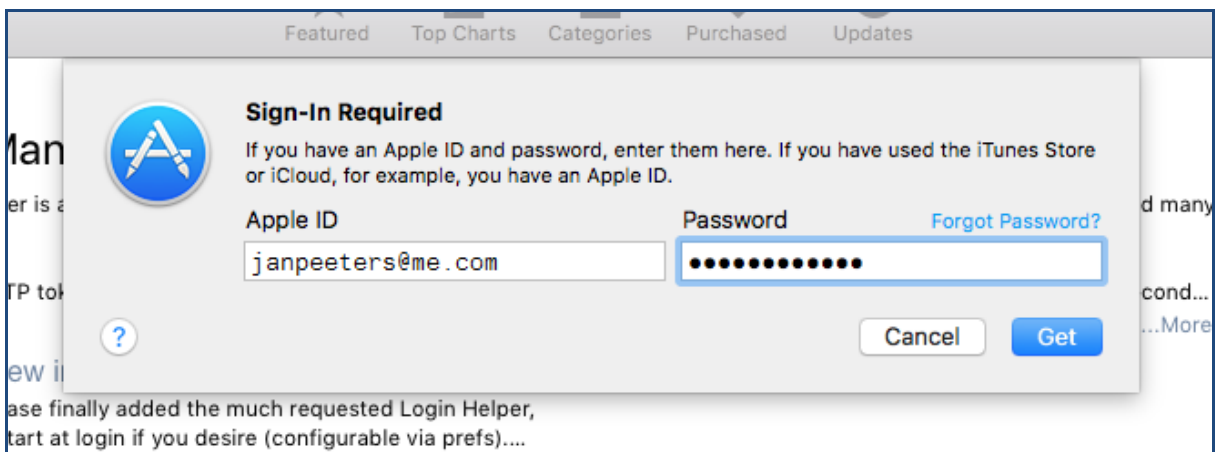 Featured Top Charts Categories Purchased Updates
Sign-In Required
If you have an Apple ID and password, enter them here. If you have used the iTunes Store
or iCloud, for example, you have an Apple ID.
Apple ID Password Forgot Password?
janpeeters@me.com ••••••••••••
? Cancel Get
er is
d many
cond...
...More
ase finally added the much requested Login Helper,
tart at login if you desire (configurable via prefs)....